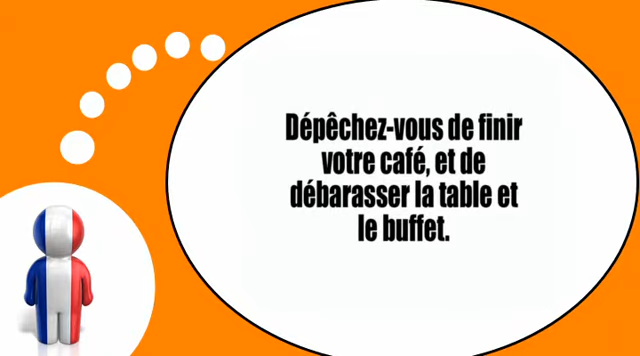 Dépêchez-vous de finir
votre café, et de
débarasser la table et
le buffet.